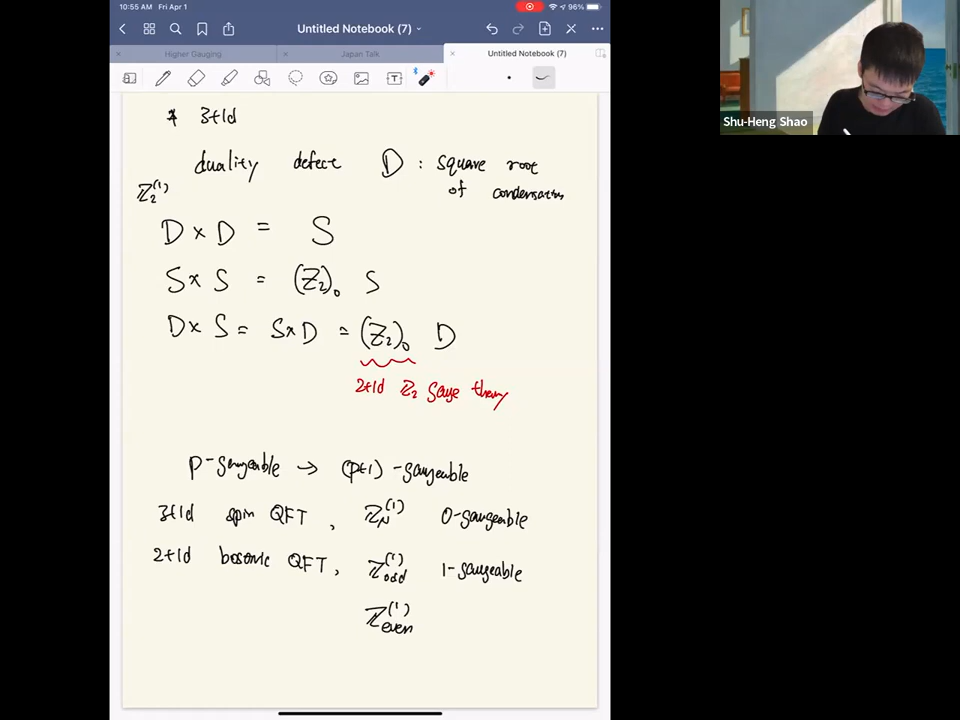 10:55 AM Fri Apr 1
96%
Untitled Notebook (7)
Higher Gauging
Japan Talk
Untitled Notebook (7)
* 3+1d
duality defect D : square root
of condensation
ℤ₂⁽¹⁾
D × D = S
S × S = (ℤ₂)₀ S
D × S = S × D = (ℤ₂)₀ D
2+1d ℤ₂ gauge theory
p-gaugeable → (p+1)-gaugeable
3+1d spin QFT, ℤ_N⁽¹⁾ 0-gaugeable
2+1d bosonic QFT, ℤ_odd⁽¹⁾ 1-gaugeable
ℤ_even⁽¹⁾
Shu-Heng Shao